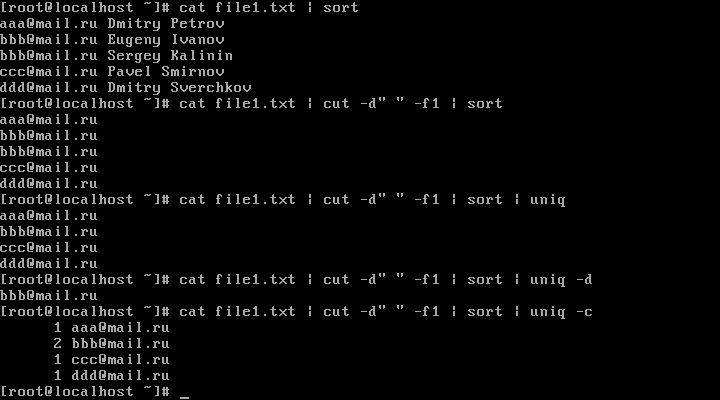 [root@localhost ~]# cat file1.txt | sort
aaa@mail.ru Dmitry Petrov
bbb@mail.ru Eugeny Ivanov
bbb@mail.ru Sergey Kalinin
ccc@mail.ru Pavel Smirnov
ddd@mail.ru Dmitry Sverchkov
[root@localhost ~]# cat file1.txt | cut -d" " -f1 | sort
aaa@mail.ru
bbb@mail.ru
bbb@mail.ru
ccc@mail.ru
ddd@mail.ru
[root@localhost ~]# cat file1.txt | cut -d" " -f1 | sort | uniq
aaa@mail.ru
bbb@mail.ru
ccc@mail.ru
ddd@mail.ru
[root@localhost ~]# cat file1.txt | cut -d" " -f1 | sort | uniq -d
bbb@mail.ru
[root@localhost ~]# cat file1.txt | cut -d" " -f1 | sort | uniq -c
      1 aaa@mail.ru
      2 bbb@mail.ru
      1 ccc@mail.ru
      1 ddd@mail.ru
[root@localhost ~]# _